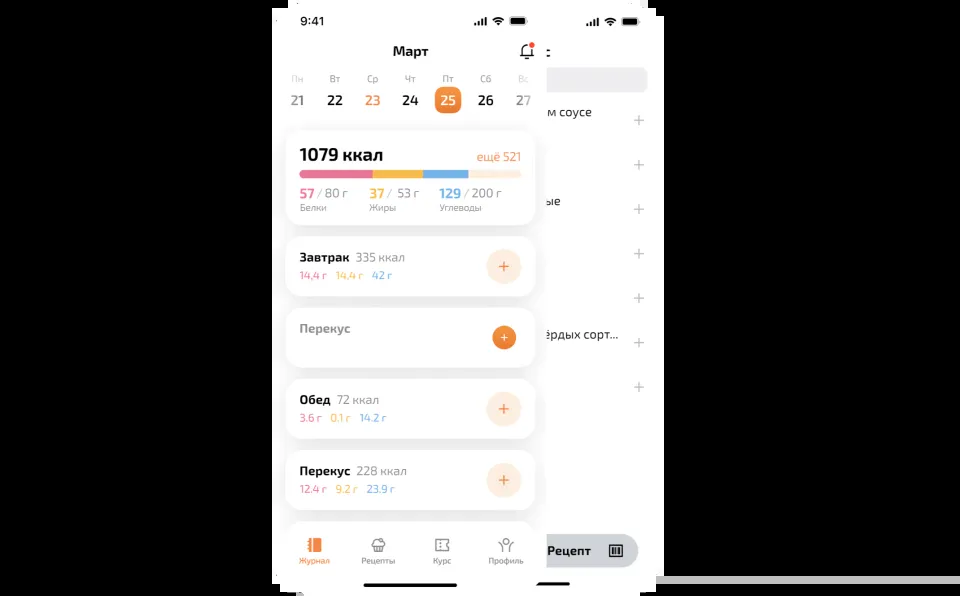 9:41
Март
Пн Вт Ср Чт Пт Сб Вс
21 22 23 24 25 26 27
1079 ккал ещё 521
57 / 80 г 37 / 53 г 129 / 200 г
Белки Жиры Углеводы
Завтрак 335 ккал
14,4 г 14,4 г 42 г
Перекус
Обед 72 ккал
3.6 г 0.1 г 14.2 г
Перекус 228 ккал
12.4 г 9.2 г 23.9 г
Журнал Рецепты Курс Профиль
м соусе
ые
ёрдых сорт...
Рецепт